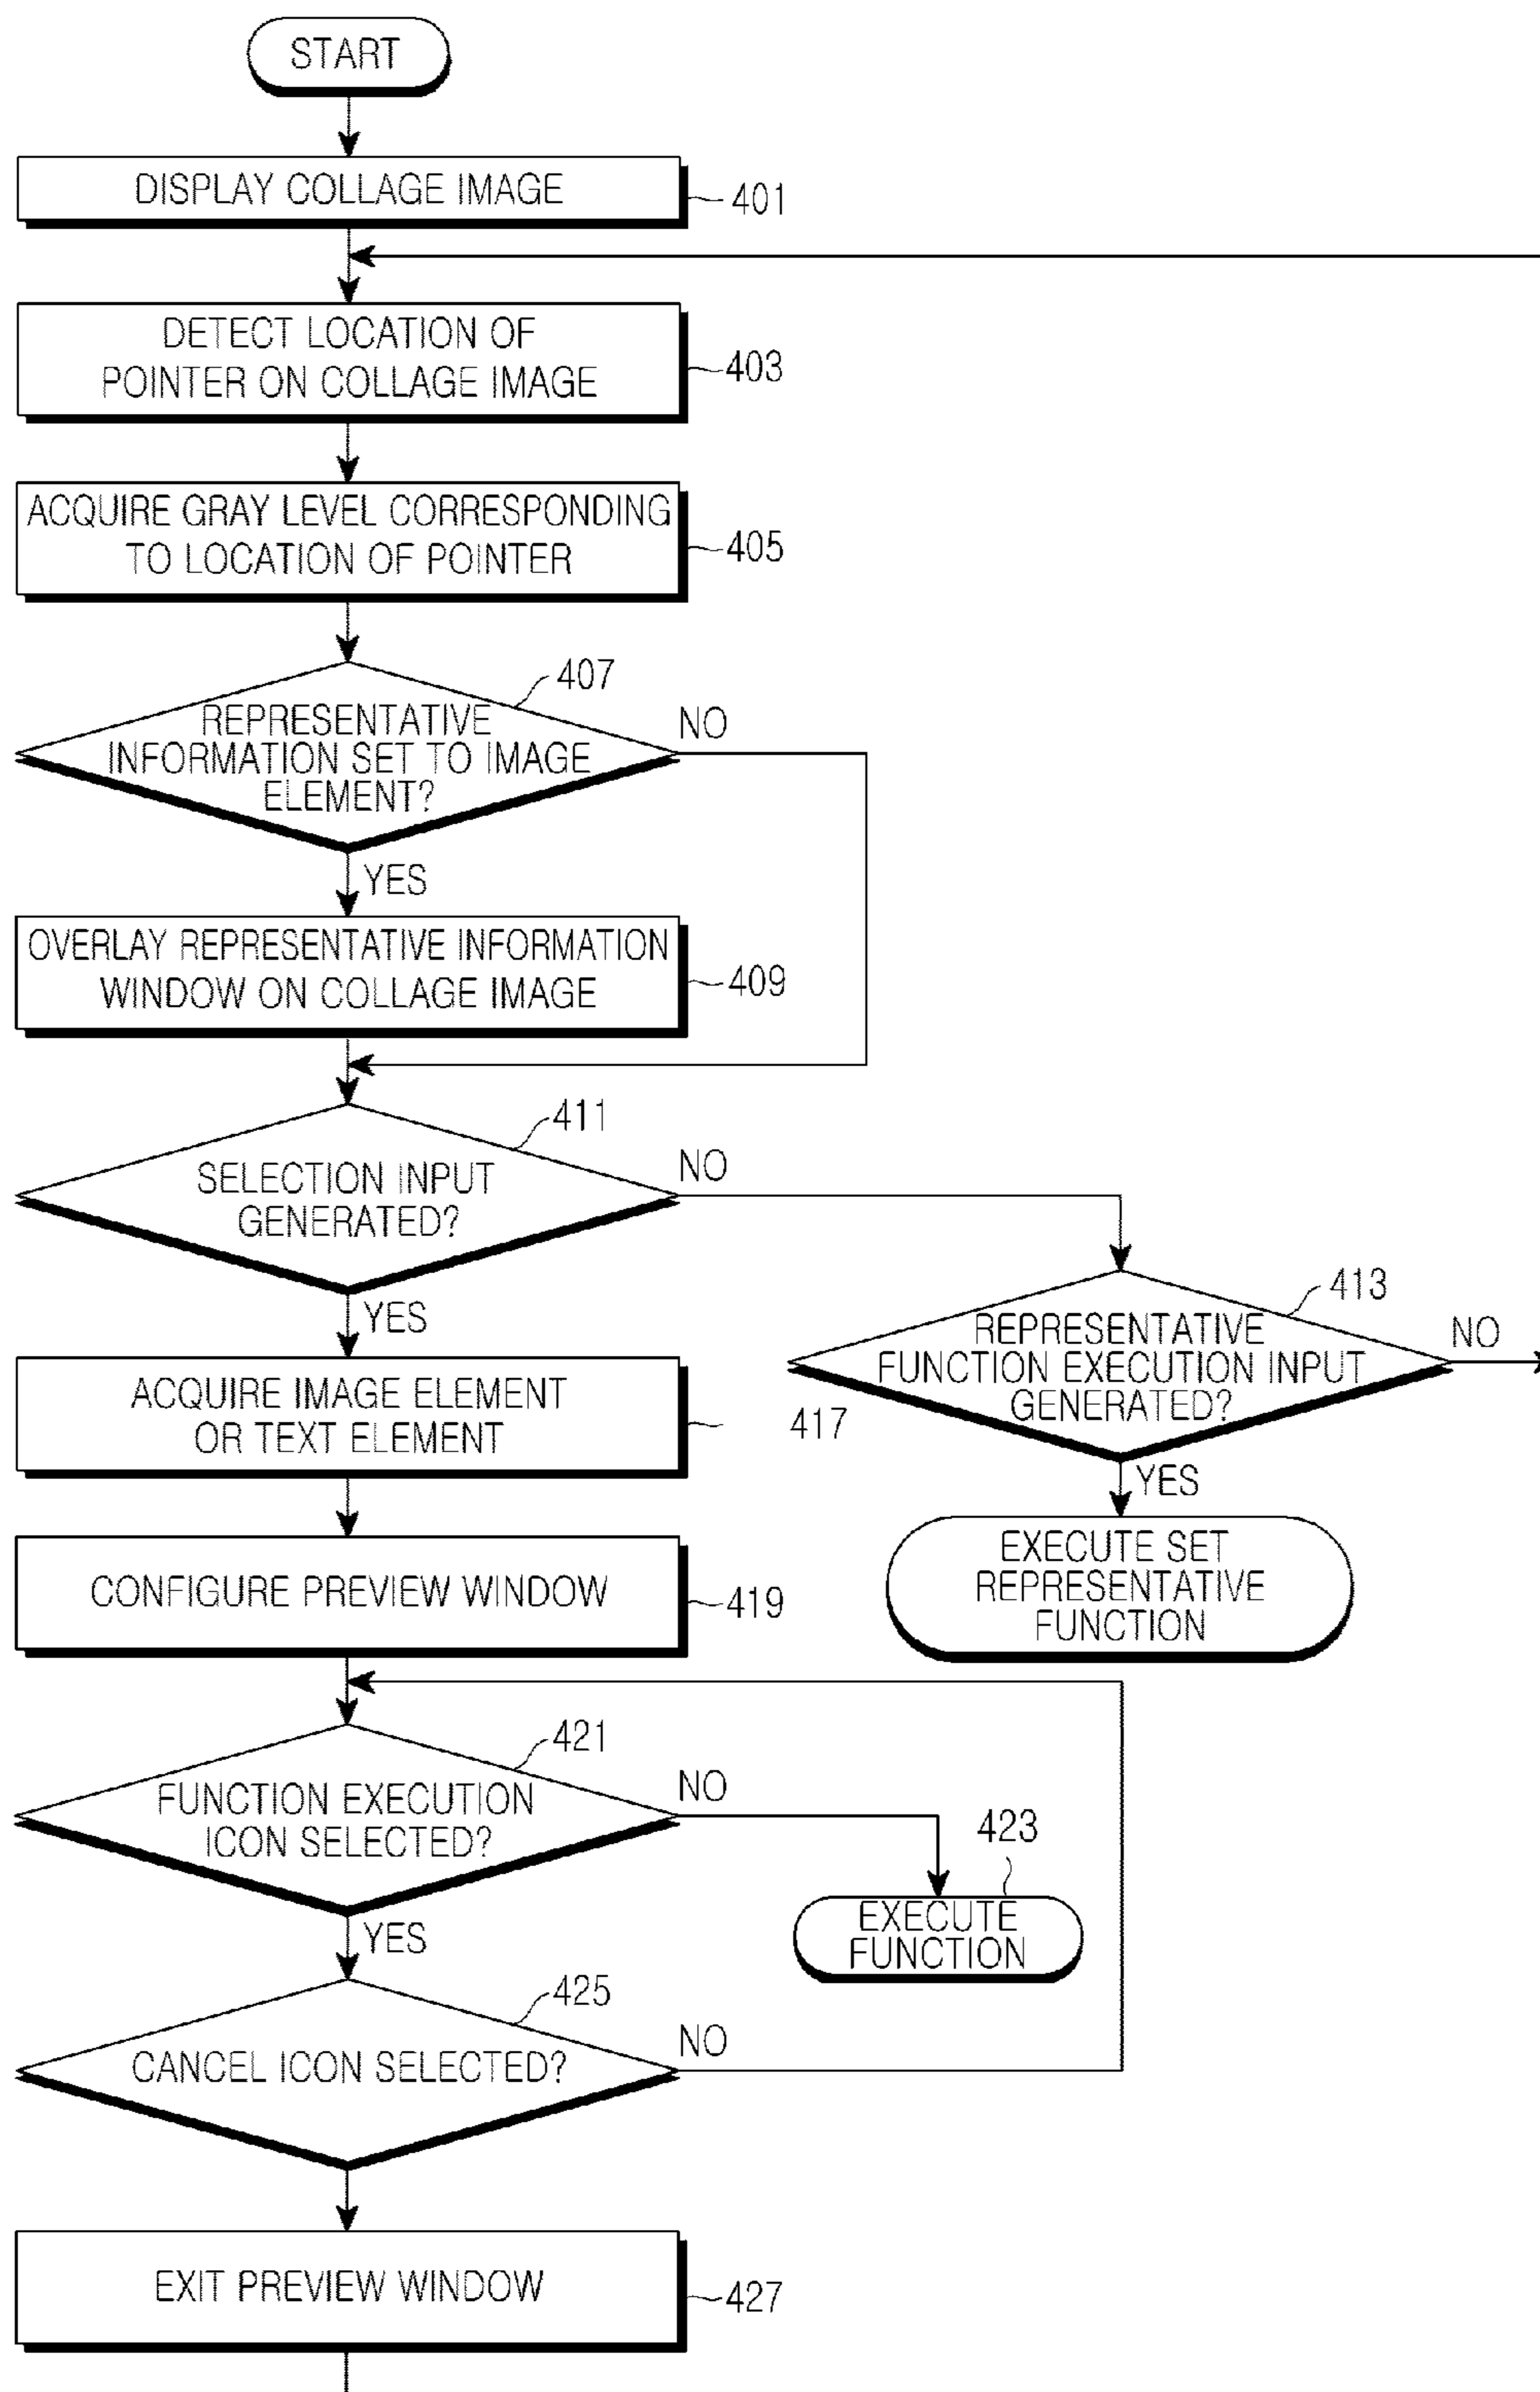 START
DISPLAY COLLAGE IMAGE
401
DETECT LOCATION OF
POINTER ON COLLAGE IMAGE
403
ACQUIRE GRAY LEVEL CORRESPONDING
TO LOCATION OF POINTER
405
407
REPRESENTATIVE
INFORMATION SET TO IMAGE
ELEMENT?
NO
YES
OVERLAY REPRESENTATIVE INFORMATION
WINDOW ON COLLAGE IMAGE
409
411
SELECTION INPUT
GENERATED?
NO
YES
413
REPRESENTATIVE
FUNCTION EXECUTION INPUT
GENERATED?
NO
YES
EXECUTE SET
REPRESENTATIVE
FUNCTION
ACQUIRE IMAGE ELEMENT
OR TEXT ELEMENT
417
CONFIGURE PREVIEW WINDOW
419
421
FUNCTION EXECUTION
ICON SELECTED?
NO
YES
423
EXECUTE
FUNCTION
425
CANCEL ICON SELECTED?
NO
EXIT PREVIEW WINDOW
427